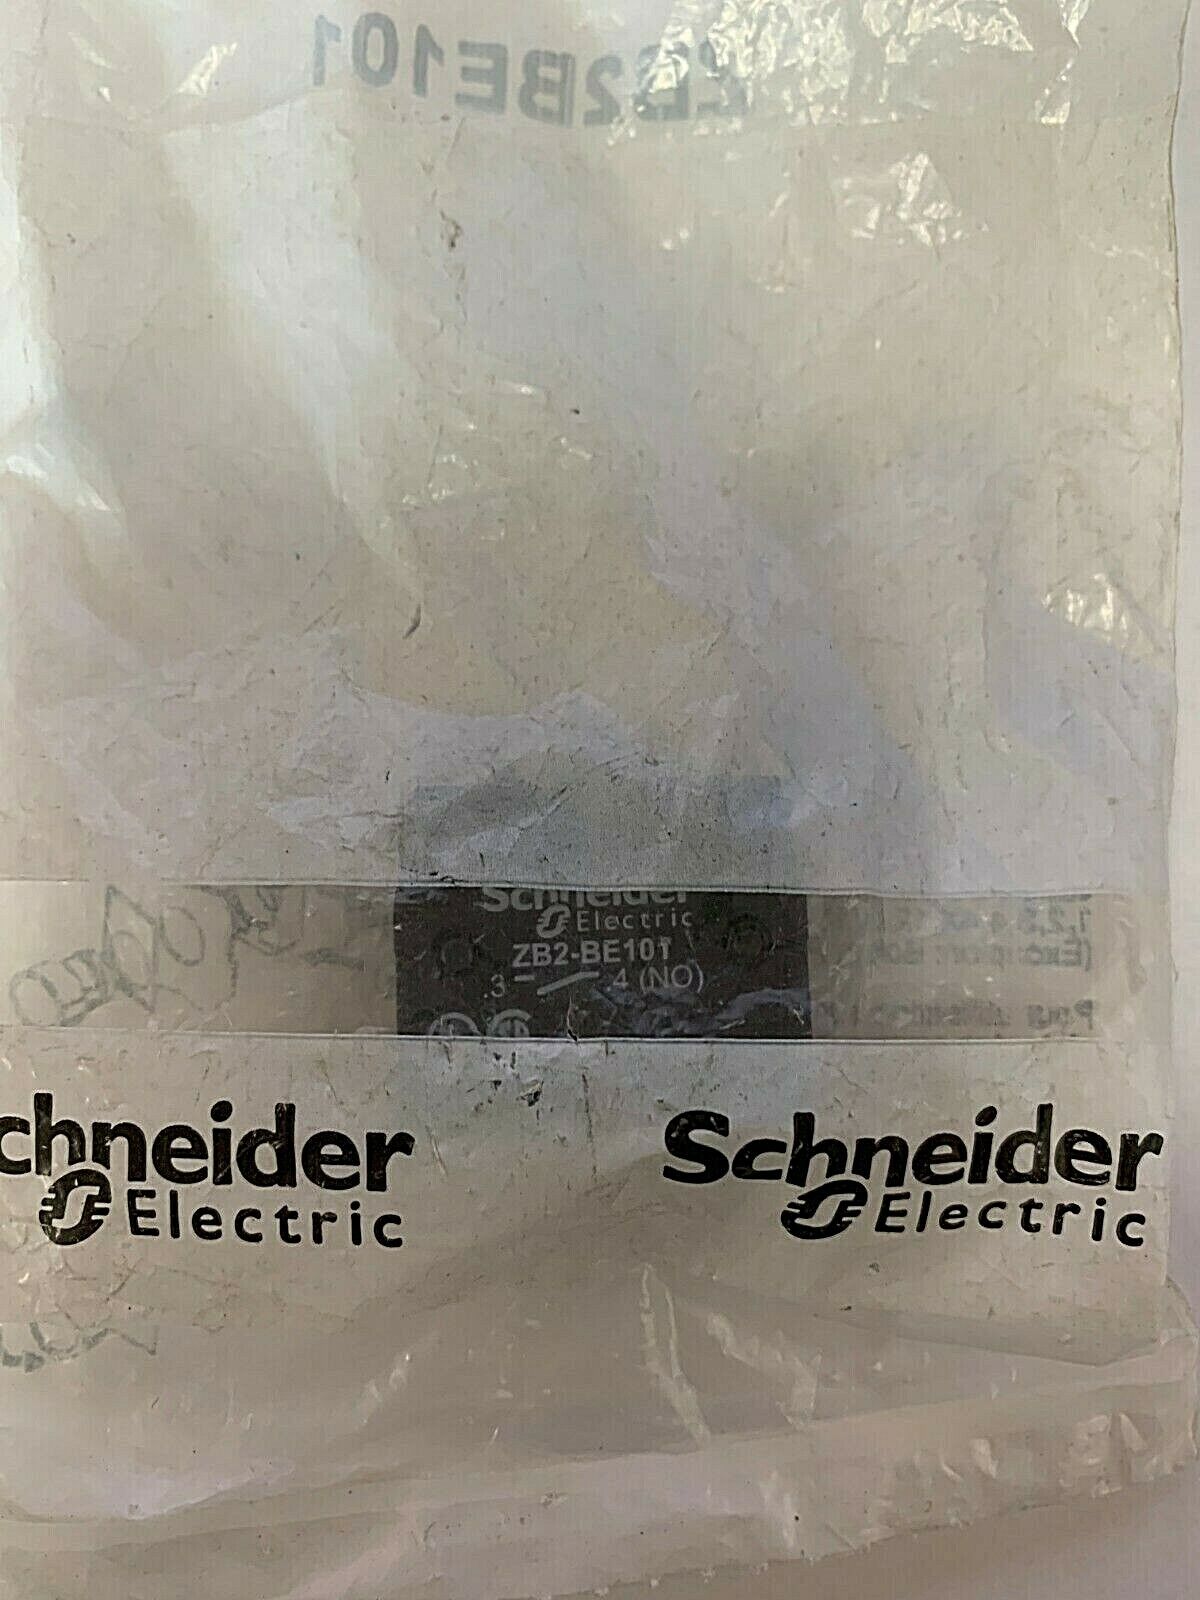 ZB2BE101
Schneider
Electric
ZB2-BE101
.3 .4 (NO)
chneider
Electric
Schneider
Electric